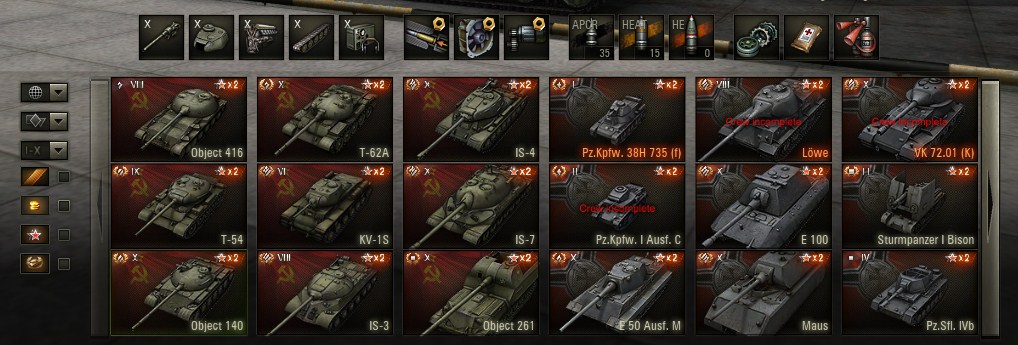 X X X X X APCR HEAT HE
35 15 0
VIII x2 X x2 X x2 x2 VIII x2 X x2
Crew incomplete Crew incomplete
Object 416 T-62A IS-4 Pz.Kpfw. 38H 735 (f) Löwe VK 72.01 (K)
I-X
IX x2 VI x2 X x2 II x2 X x2 x2
Crew incomplete
T-54 KV-1S IS-7 Pz.Kpfw. I Ausf. C E 100 Sturmpanzer I Bison
X x2 VIII x2 X x2 X x2 X x2 IV x2
Object 140 IS-3 Object 261 E 50 Ausf. M Maus Pz.Sfl. IVb